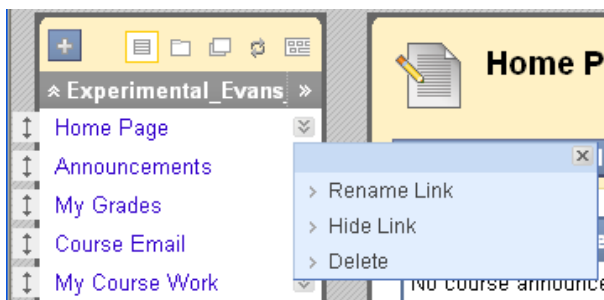 Experimental_Evans_
Home Page
Announcements
My Grades
Course Email
My Course Work
Home P
Rename Link
Hide Link
Delete
No course announce